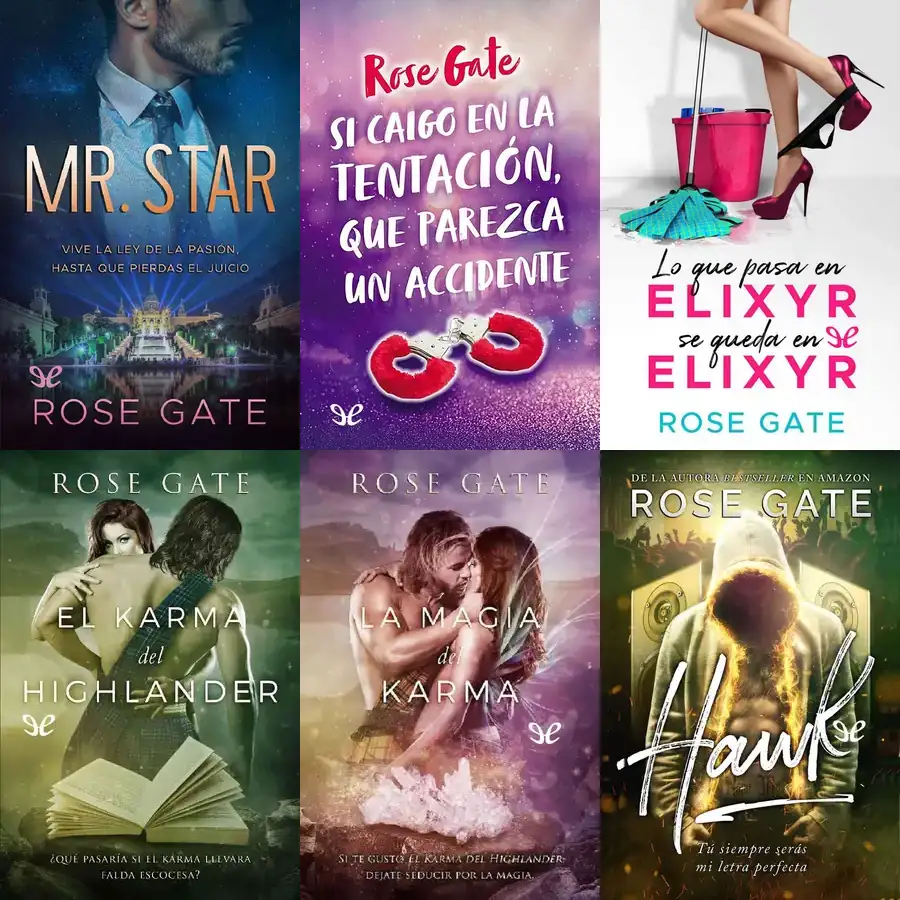 MR. STAR
VIVE LA LEY DE LA PASIÓN,
HASTA QUE PIERDAS EL JUICIO
ROSE GATE
Rose Gate
SI CAIGO EN LA
TENTACIÓN,
QUE PAREZCA
UN ACCIDENTE
Lo que pasa en
ELIXYR
se queda en
ELIXYR
ROSE GATE
ROSE GATE
EL KARMA
del
HIGHLANDER
¿QUÉ PASARÍA SI EL KARMA LLEVARA
FALDA ESCOCESA?
ROSE GATE
LA MAGIA
del
KARMA
SI TE GUSTO EL KARMA DEL HIGHLANDER,
DEJATE SEDUCIR POR LA MAGIA.
DE LA AUTORA BESTSELLER EN AMAZON
ROSE GATE
Hawk
Tú siempre serás
mi letra perfecta